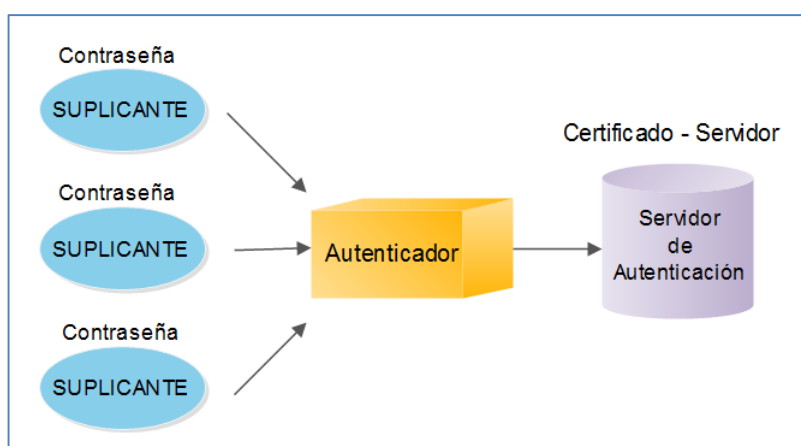 Contraseña
SUPLICANTE
Contraseña
SUPLICANTE
Contraseña
SUPLICANTE
Autenticador
Certificado - Servidor
Servidor
de
Autenticación